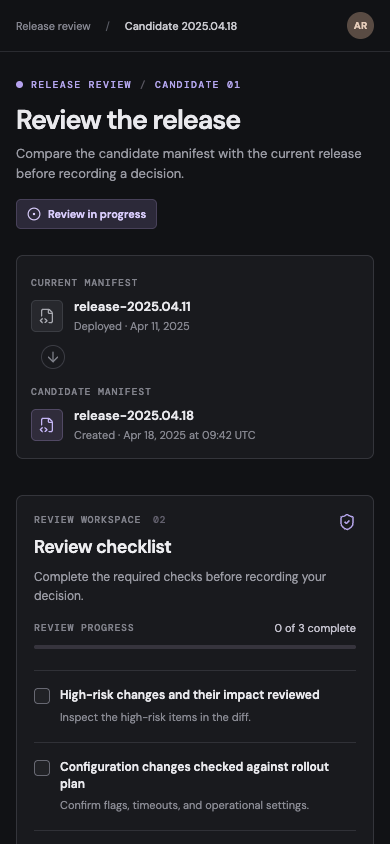 Release review / Candidate 2025.04.18 AR
RELEASE REVIEW / CANDIDATE 01
Review the release
Compare the candidate manifest with the current release
before recording a decision.
Review in progress
CURRENT MANIFEST
release-2025.04.11
Deployed · Apr 11, 2025
CANDIDATE MANIFEST
release-2025.04.18
Created · Apr 18, 2025 at 09:42 UTC
REVIEW WORKSPACE 02
Review checklist
Complete the required checks before recording your
decision.
REVIEW PROGRESS 0 of 3 complete
High-risk changes and their impact reviewed
Inspect the high-risk items in the diff.
Configuration changes checked against rollout
plan
Confirm flags, timeouts, and operational settings.